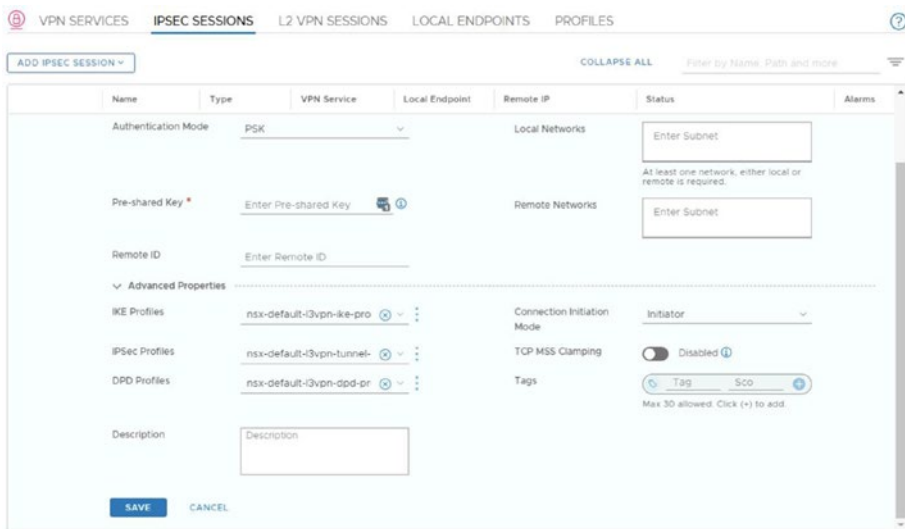 VPN SERVICES IPSEC SESSIONS L2 VPN SESSIONS LOCAL ENDPOINTS PROFILES
ADD IPSEC SESSION COLLAPSE ALL Filter by Name, Path and more
Name Type VPN Service Local Endpoint Remote IP Status Alarms
Authentication Mode PSK Local Networks Enter Subnet
At least one network, either local or
remote is required.
Pre-shared Key * Enter Pre-shared Key Remote Networks Enter Subnet
Remote ID Enter Remote ID
Advanced Properties
IKE Profiles nsx-default-l3vpn-ike-pro Connection Initiation
Mode Initiator
IPSec Profiles nsx-default-l3vpn-tunnel- TCP MSS Clamping Disabled
DPD Profiles nsx-default-l3vpn-dpd-pr Tags Tag Sco
Max 30 allowed. Click (+) to add.
Description Description
SAVE CANCEL